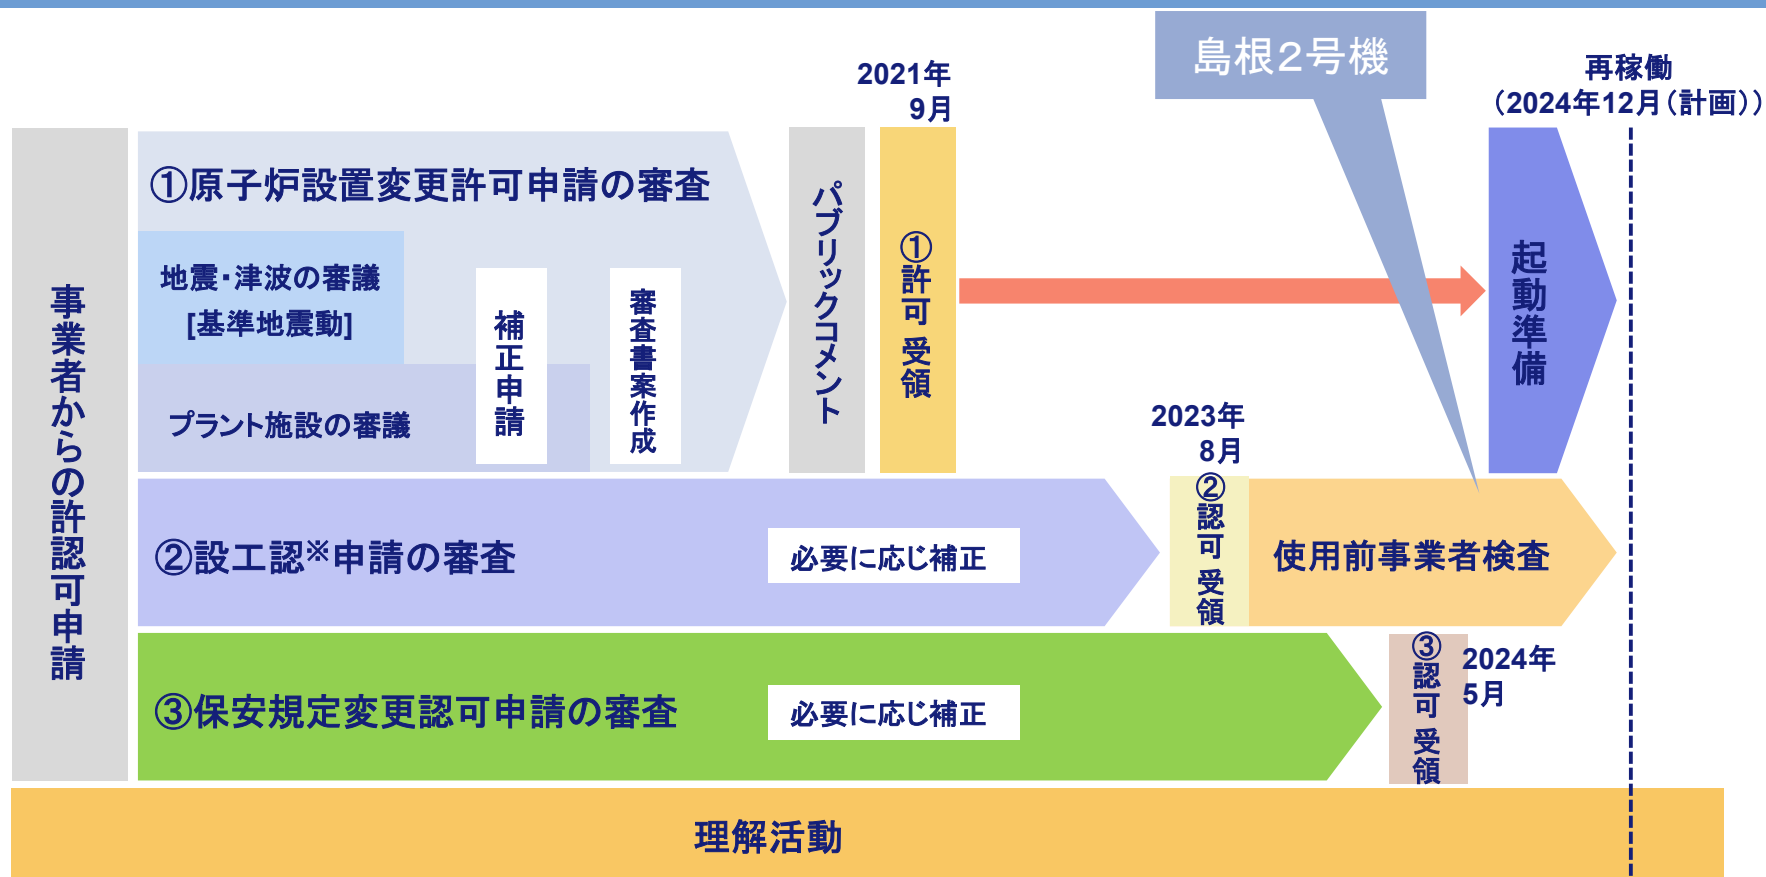 島根２号機
再稼働
（2024年12月（計画））
2021年
9月
事業者からの許認可申請
①原子炉設置変更許可申請の審査
地震・津波の審議
[基準地震動]
プラント施設の審議
補正申請
審査書案作成
パブリックコメント
①許可 受領
起動準備
2023年
8月
②設工認※申請の審査
必要に応じ補正
②認可 受領
使用前事業者検査
③保安規定変更認可申請の審査
必要に応じ補正
③認可 受領
2024年
5月
理解活動